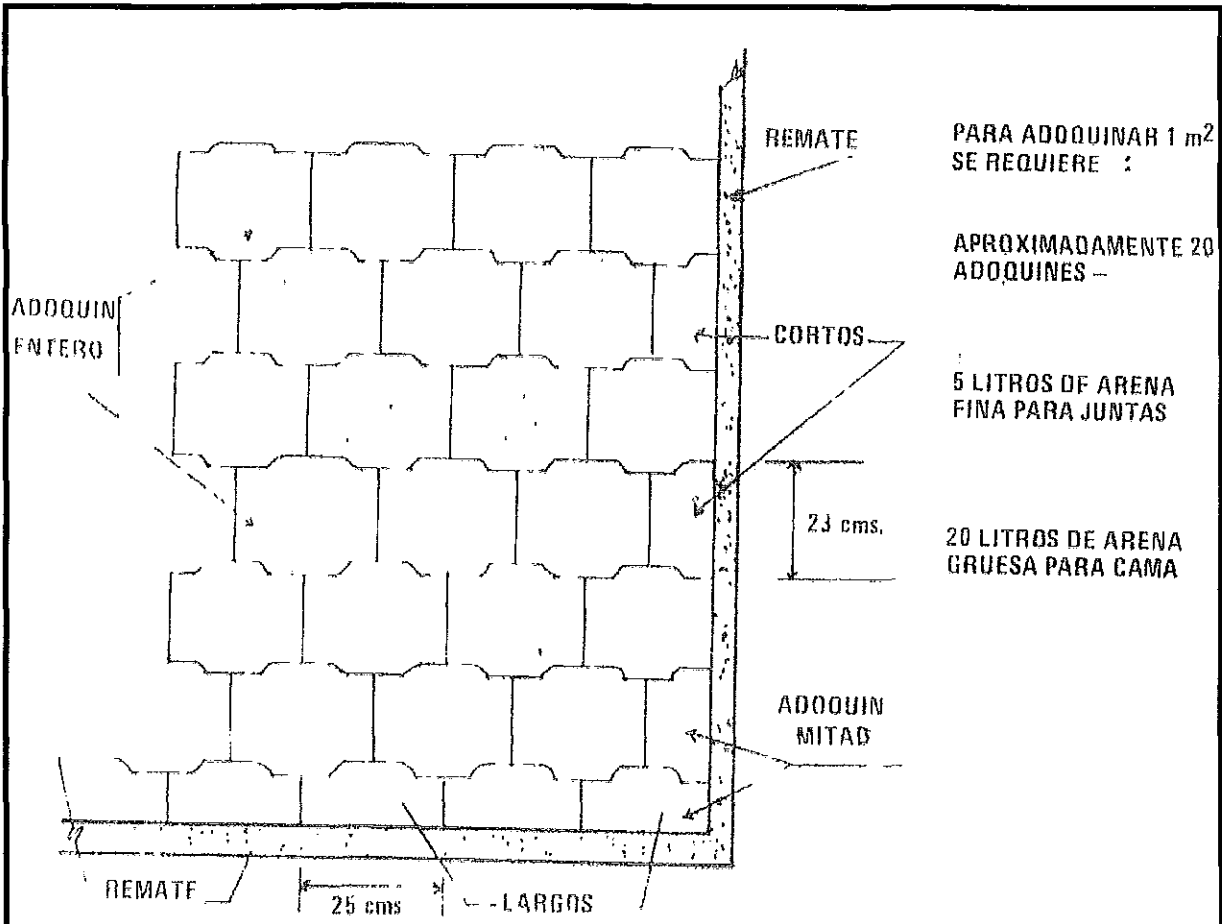 REMATE
PARA ADOQUINAR 1 m²
SE REQUIERE :
APROXIMADAMENTE 20
ADOQUINES –
ADOQUIN
ENTERO
CORTOS
5 LITROS DE ARENA
FINA PARA JUNTAS
23 cms.
20 LITROS DE ARENA
GRUESA PARA CAMA
ADOQUIN
MITAD
REMATE
25 cms
LARGOS